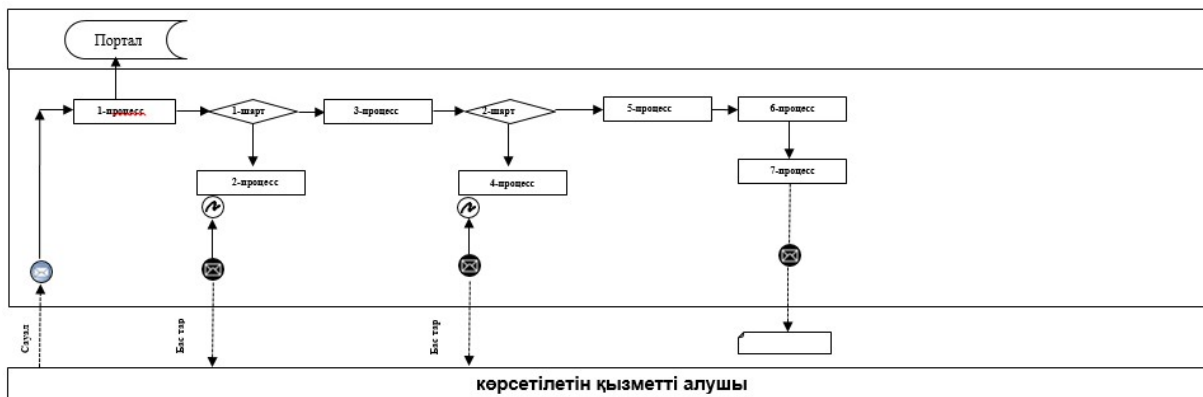 Портал
1-процесс
1-шарт
3-процесс
2-шарт
5-процесс
6-процесс
2-процесс
4-процесс
7-процесс
Сауал
Бас тар
Бас тар
көрсетілетін қызметті алушы